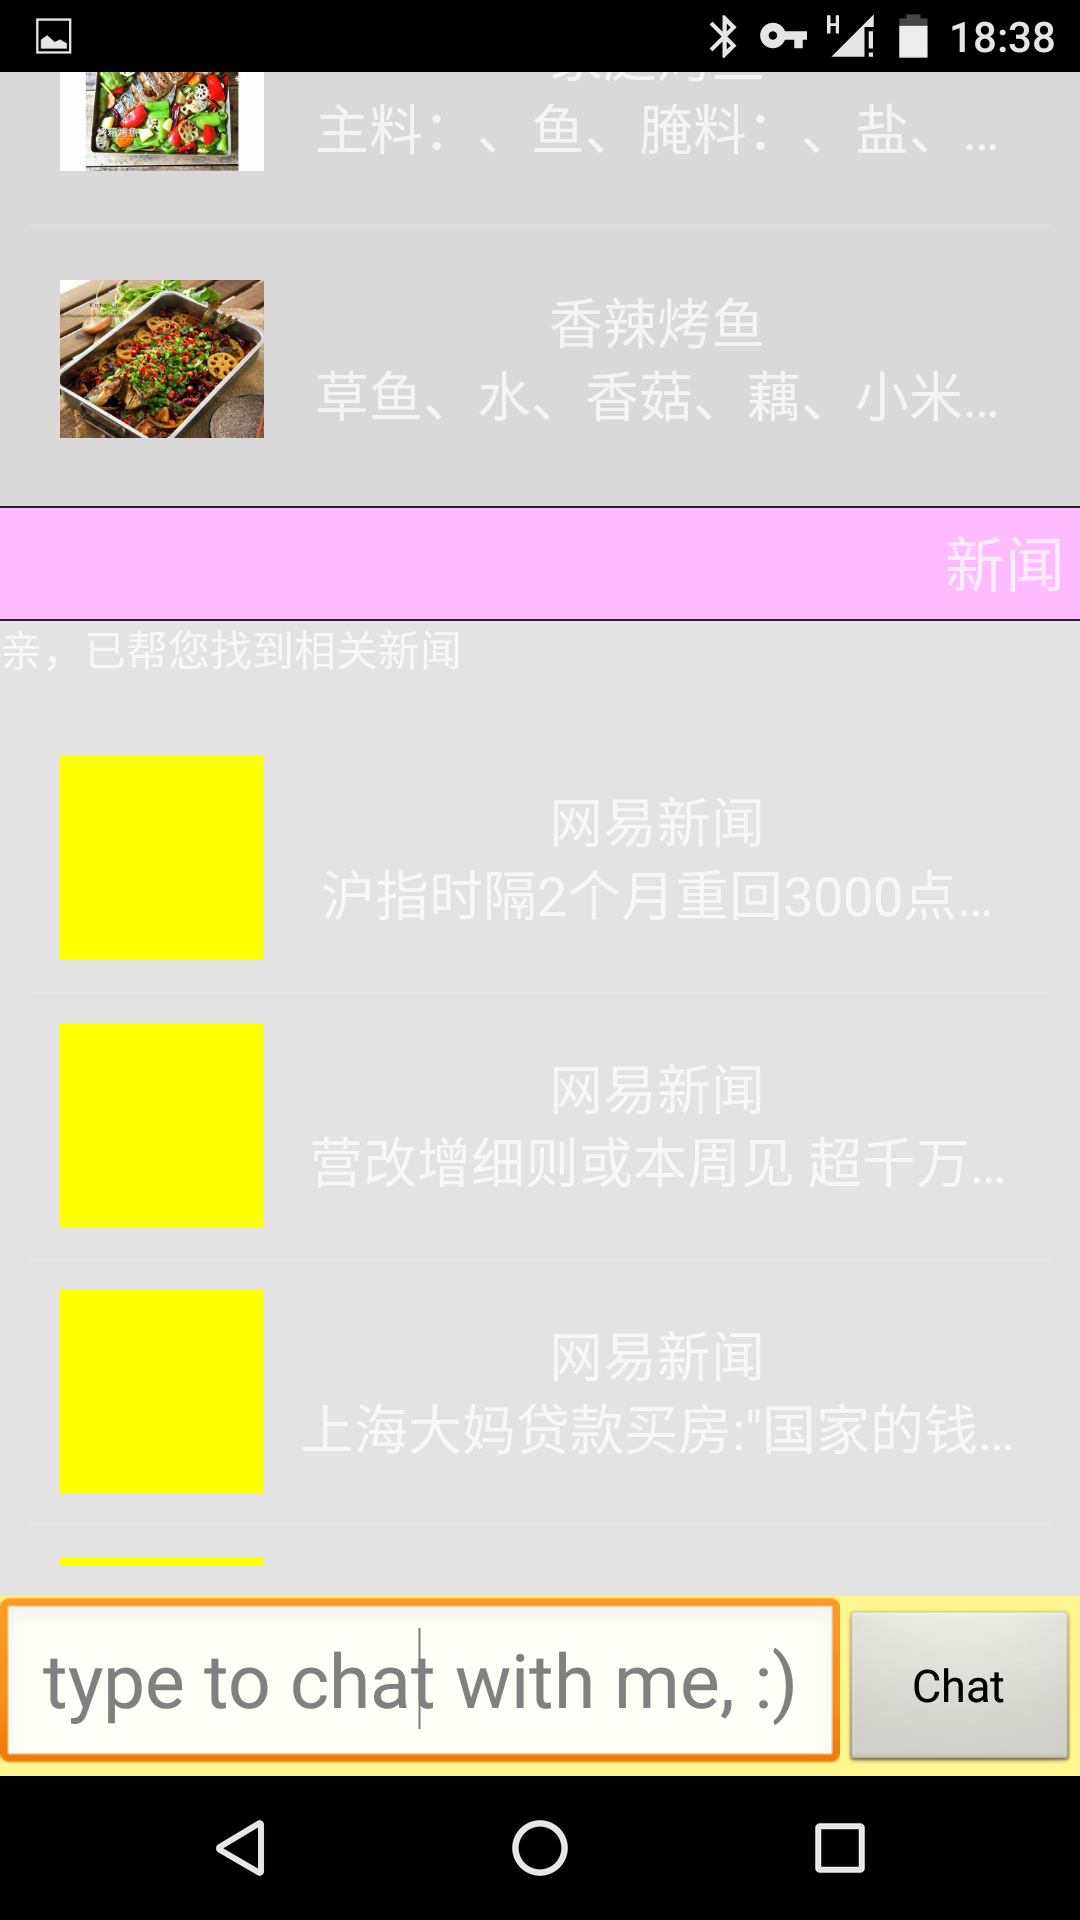 H 18:38
家庭烤鱼
主料：、鱼、腌料：、盐、...
香辣烤鱼
草鱼、水、香菇、藕、小米...
新闻
亲，已帮您找到相关新闻
网易新闻
沪指时隔2个月重回3000点...
网易新闻
营改增细则或本周见 超千万...
网易新闻
上海大妈贷款买房:"国家的钱...
type to chat with me, :)
Chat